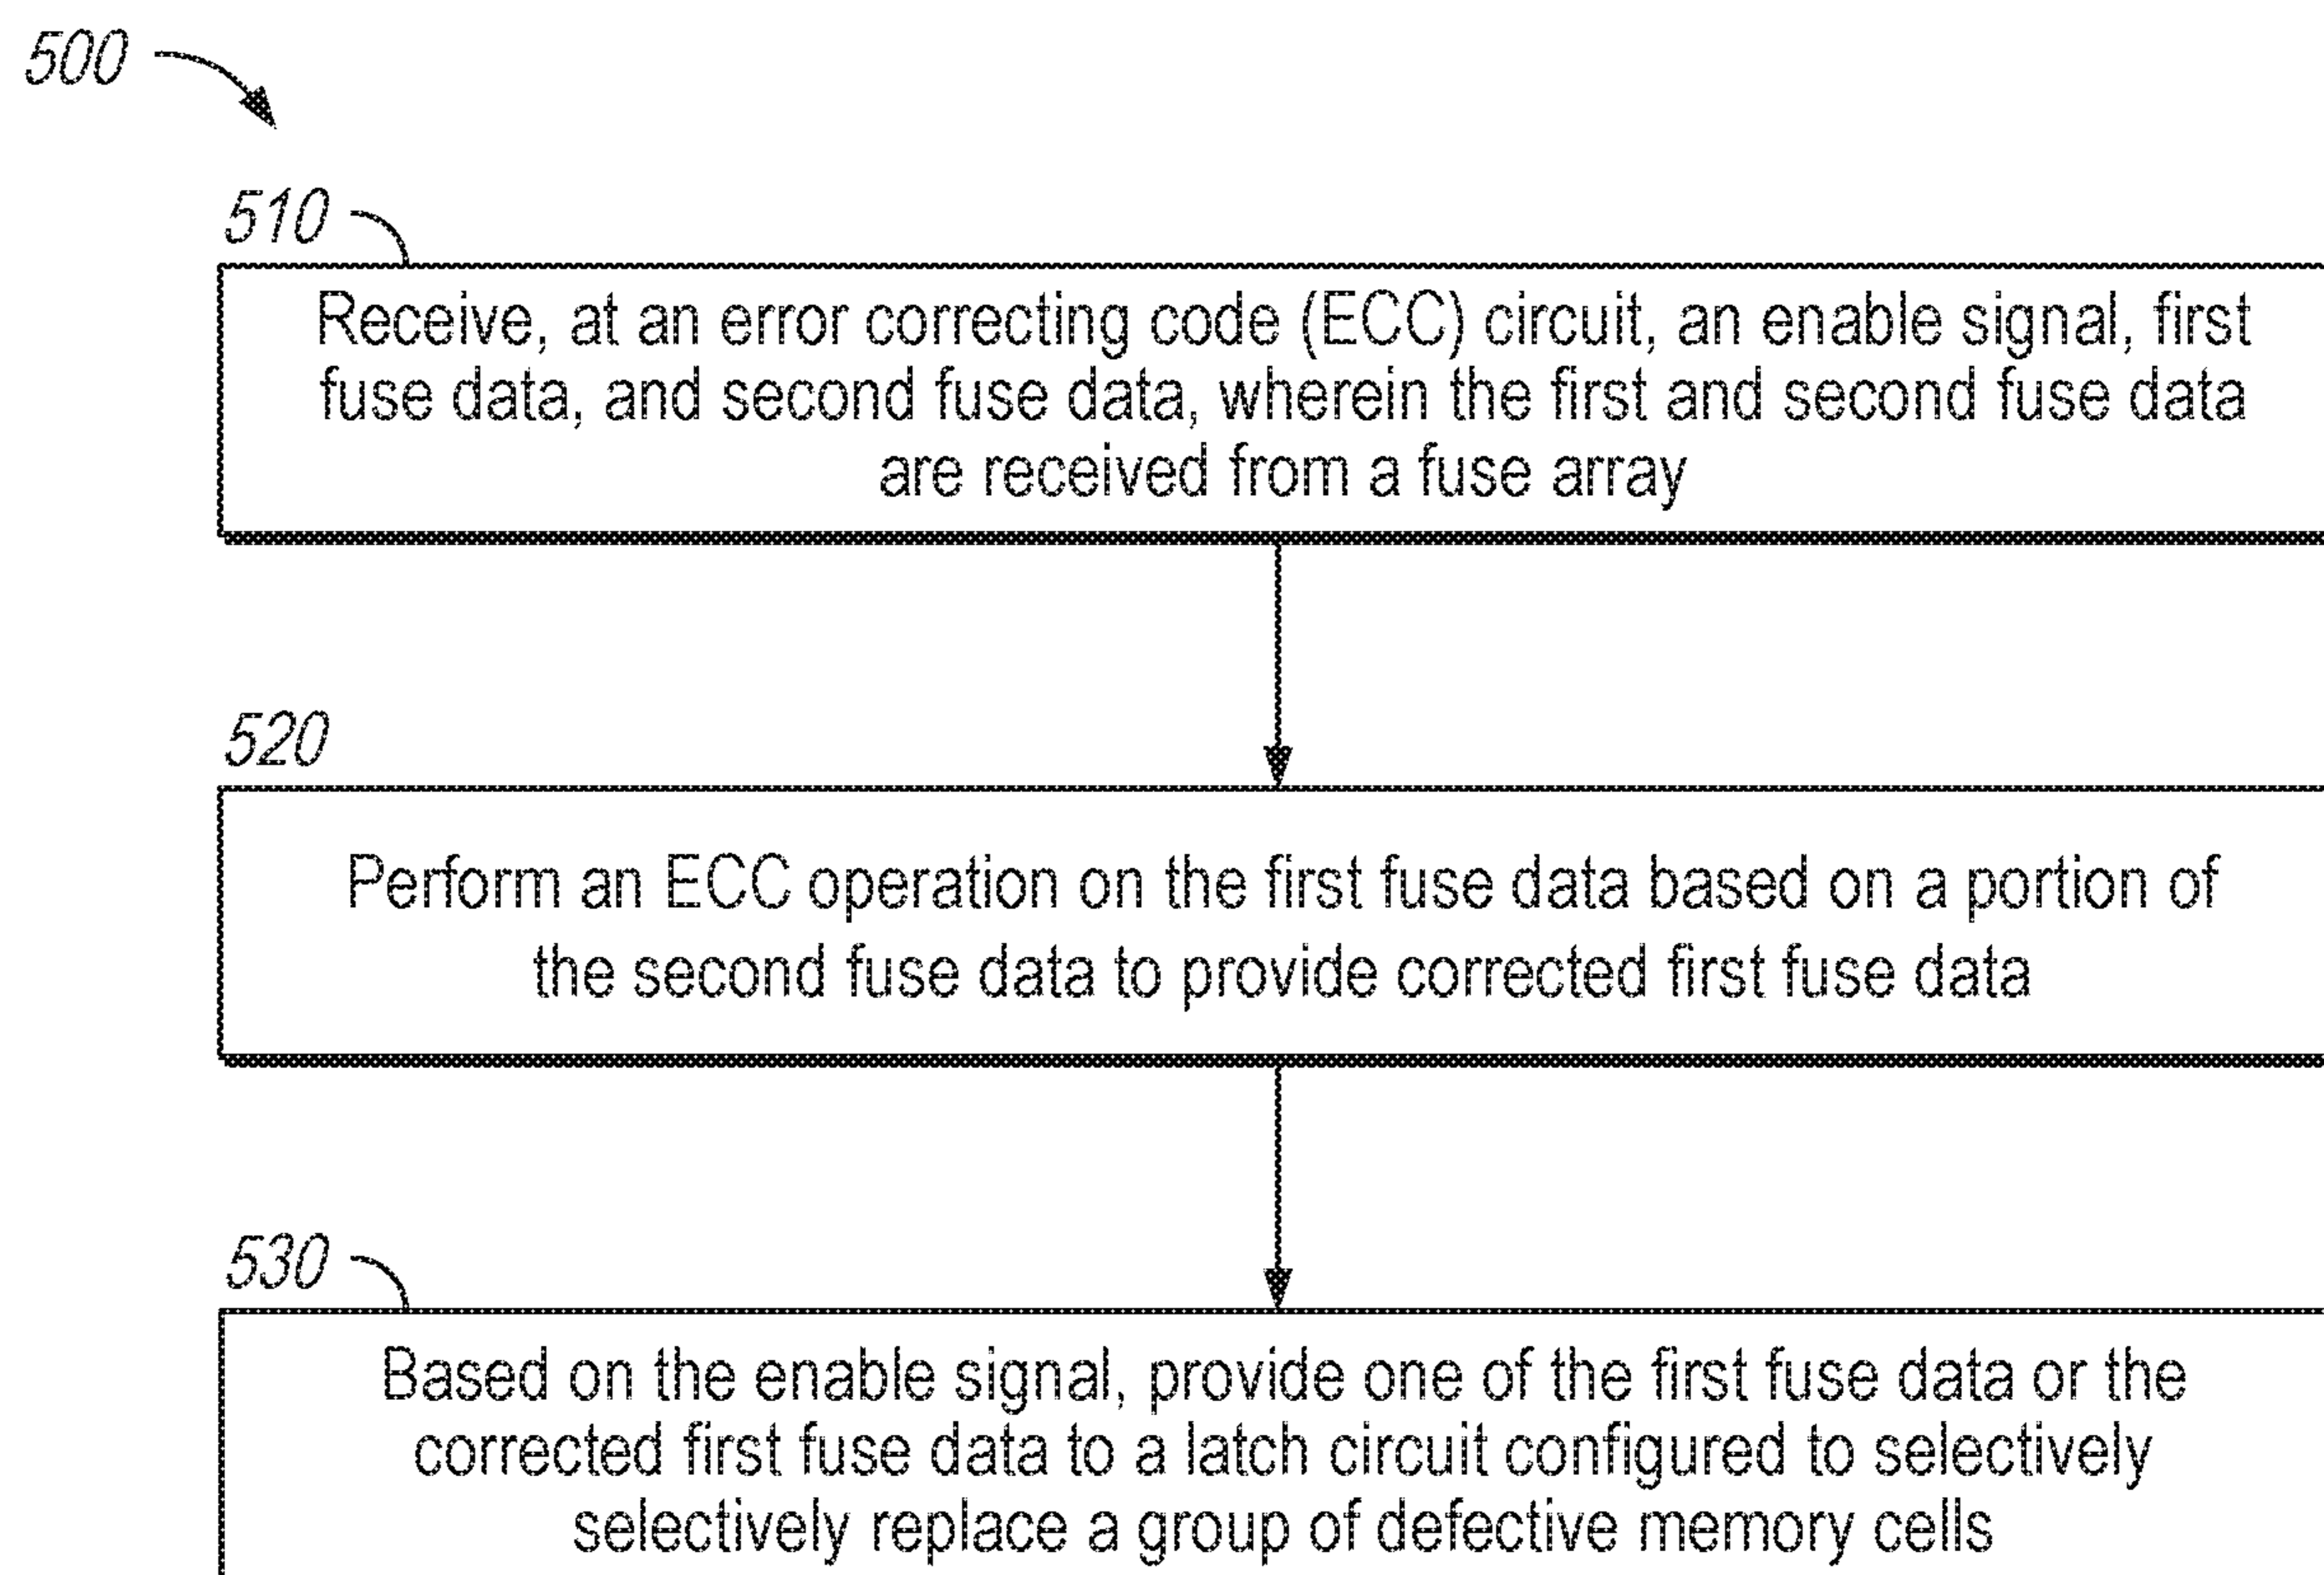 500
510
Receive, at an error correcting code (ECC) circuit, an enable signal, first
fuse data, and second fuse data, wherein the first and second fuse data
are received from a fuse array
520
Perform an ECC operation on the first fuse data based on a portion of
the second fuse data to provide corrected first fuse data
530
Based on the enable signal, provide one of the first fuse data or the
corrected first fuse data to a latch circuit configured to selectively
selectively replace a group of defective memory cells